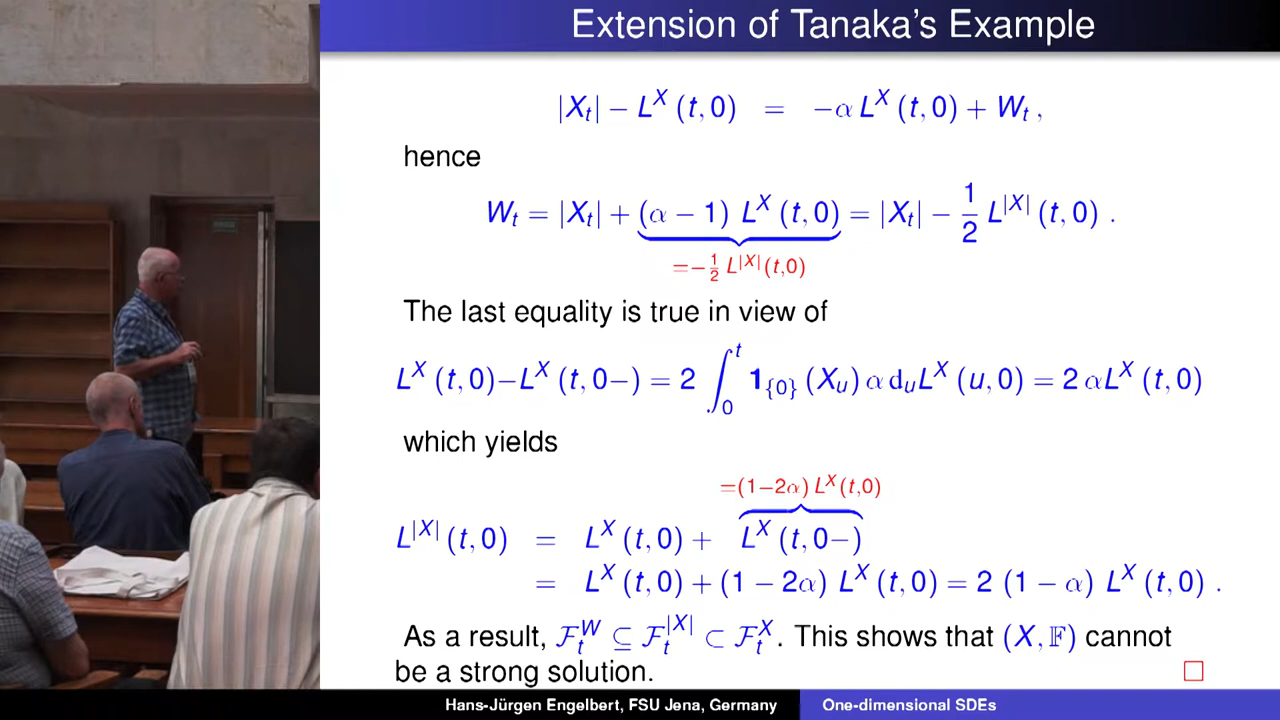 Extension of Tanaka's Example
|X_t| − L^X (t, 0) = −α L^X (t, 0) + W_t ,
hence
W_t = |X_t| + (α − 1) L^X (t, 0) = |X_t| − 1/2 L^{|X|} (t, 0) .
=−1/2 L^{|X|}(t,0)
The last equality is true in view of
L^X (t, 0)−L^X (t, 0−) = 2 ∫_0^t 1_{0} (X_u) α d_u L^X (u, 0) = 2 αL^X (t, 0)
which yields
=(1−2α) L^X(t,0)
L^{|X|} (t, 0) = L^X (t, 0) + L^X (t, 0−)
= L^X (t, 0) + (1 − 2α) L^X (t, 0) = 2 (1 − α) L^X (t, 0) .
As a result, F_t^W ⊆ F_t^{|X|} ⊂ F_t^X. This shows that (X, 𝔽) cannot
be a strong solution.
Hans-Jürgen Engelbert, FSU Jena, Germany One-dimensional SDEs